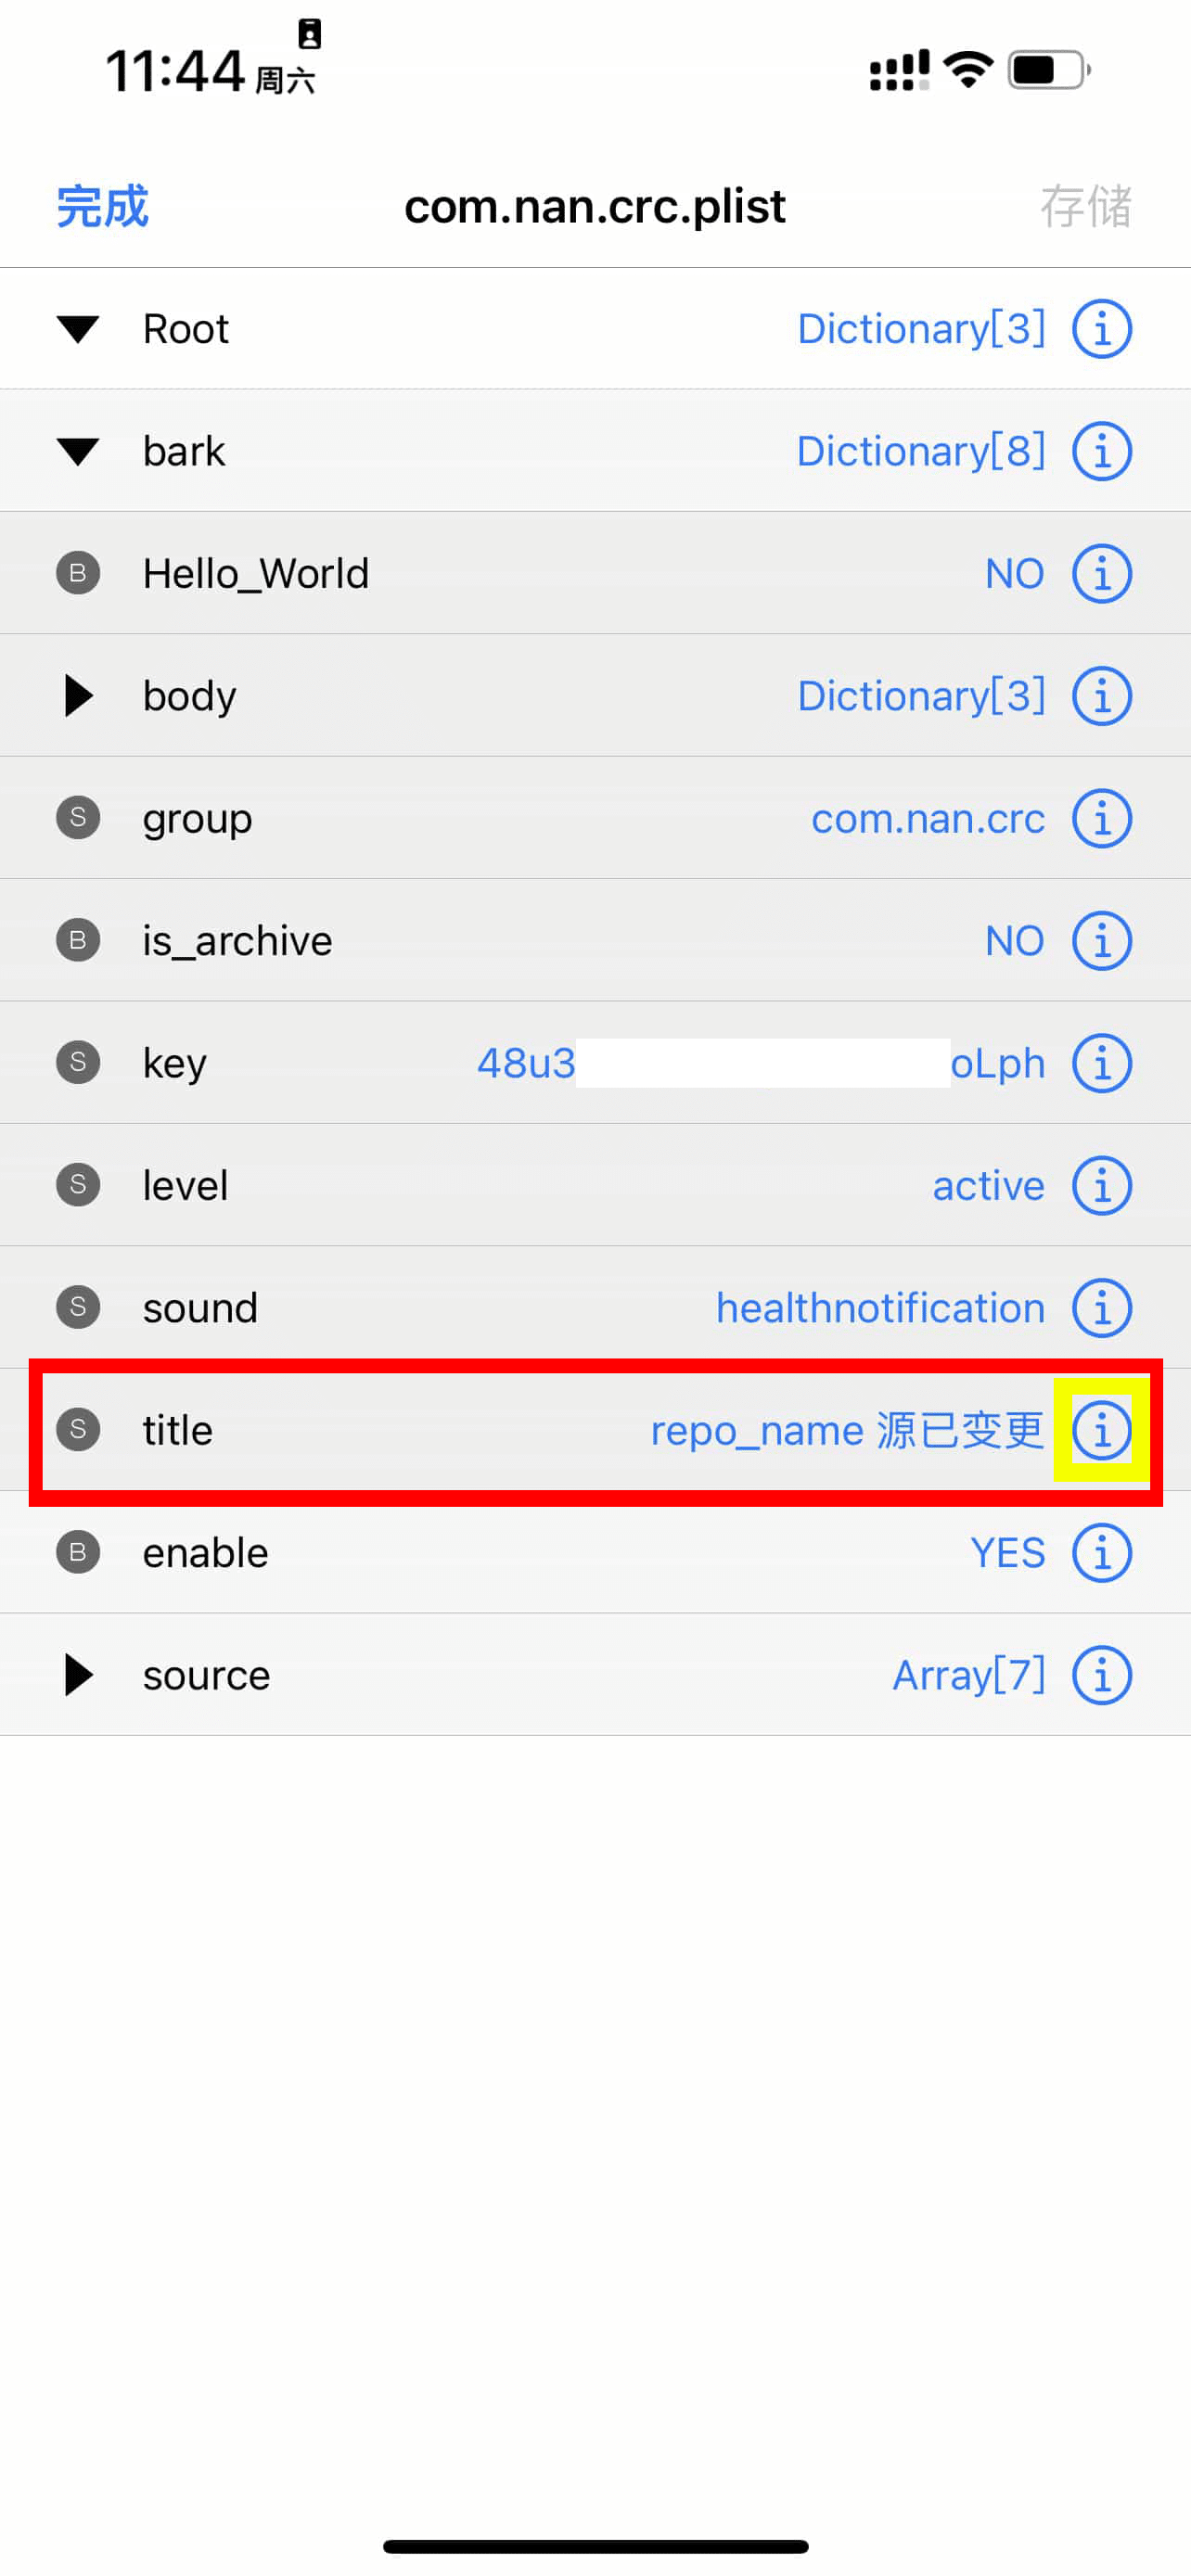 11:44 周六
完成 com.nan.crc.plist 存储
Root Dictionary[3]
bark Dictionary[8]
B Hello_World NO
body Dictionary[3]
S group com.nan.crc
B is_archive NO
S key 48u3 oLph
S level active
S sound healthnotification
S title repo_name 源已变更
B enable YES
source Array[7]